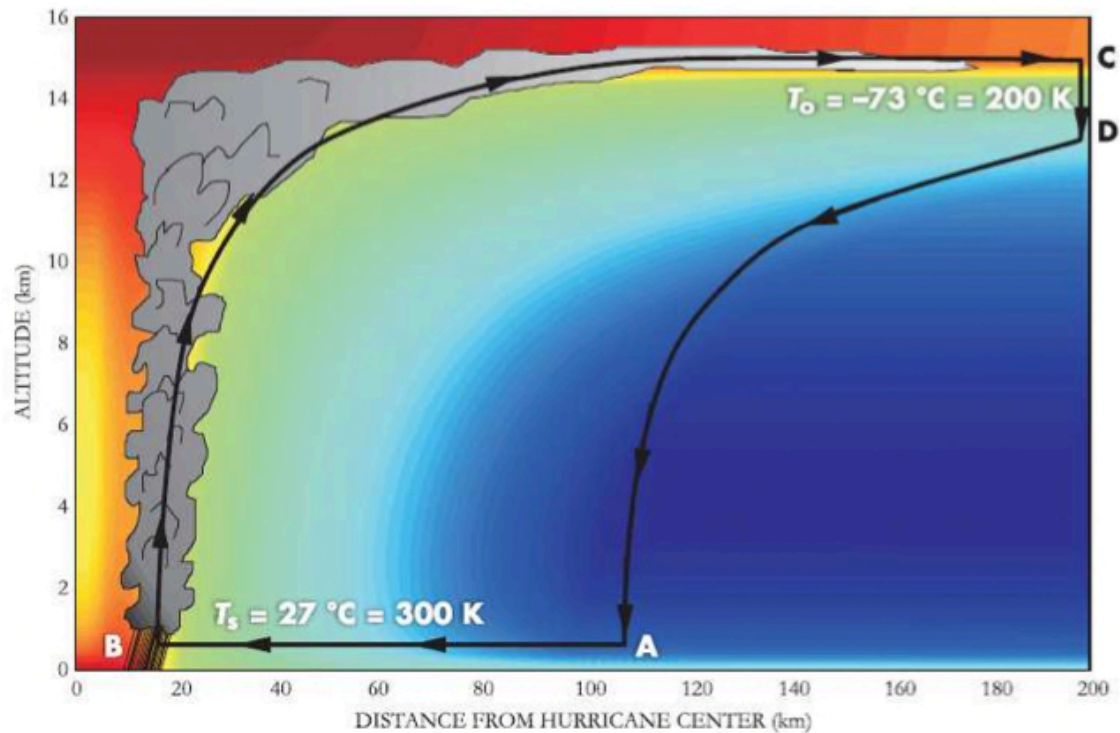 16
14
12
10
8
6
4
2
0
ALTITUDE (km)
C
T₀ = –73 °C = 200 K
D
Tₛ = 27 °C = 300 K
B
A
0 20 40 60 80 100 120 140 160 180 200
DISTANCE FROM HURRICANE CENTER (km)